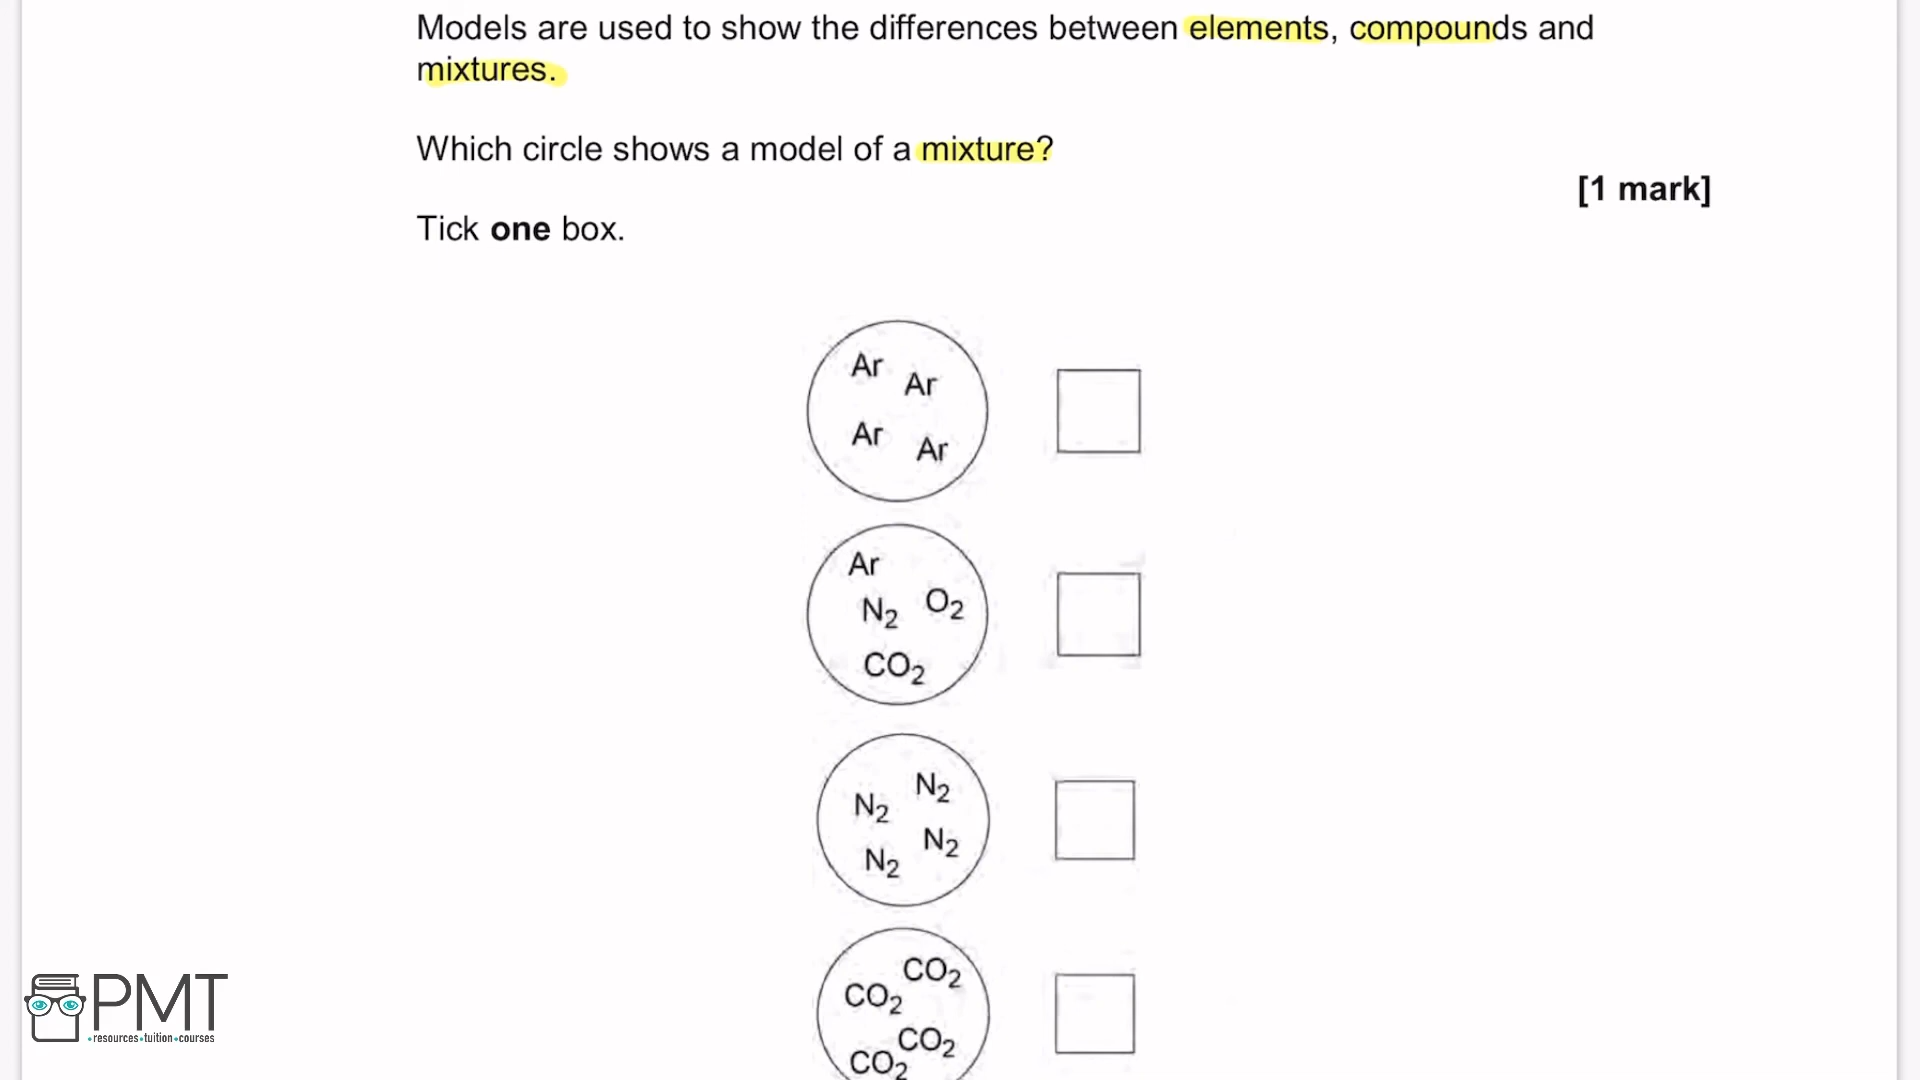 Models are used to show the differences between elements, compounds and
mixtures.
Which circle shows a model of a mixture?
[1 mark]
Tick one box.
Ar
Ar
Ar
Ar
Ar
N₂ O₂
CO₂
N₂
N₂
N₂
N₂
CO₂
CO₂
CO₂
CO₂
PMT
•resources•tuition•courses